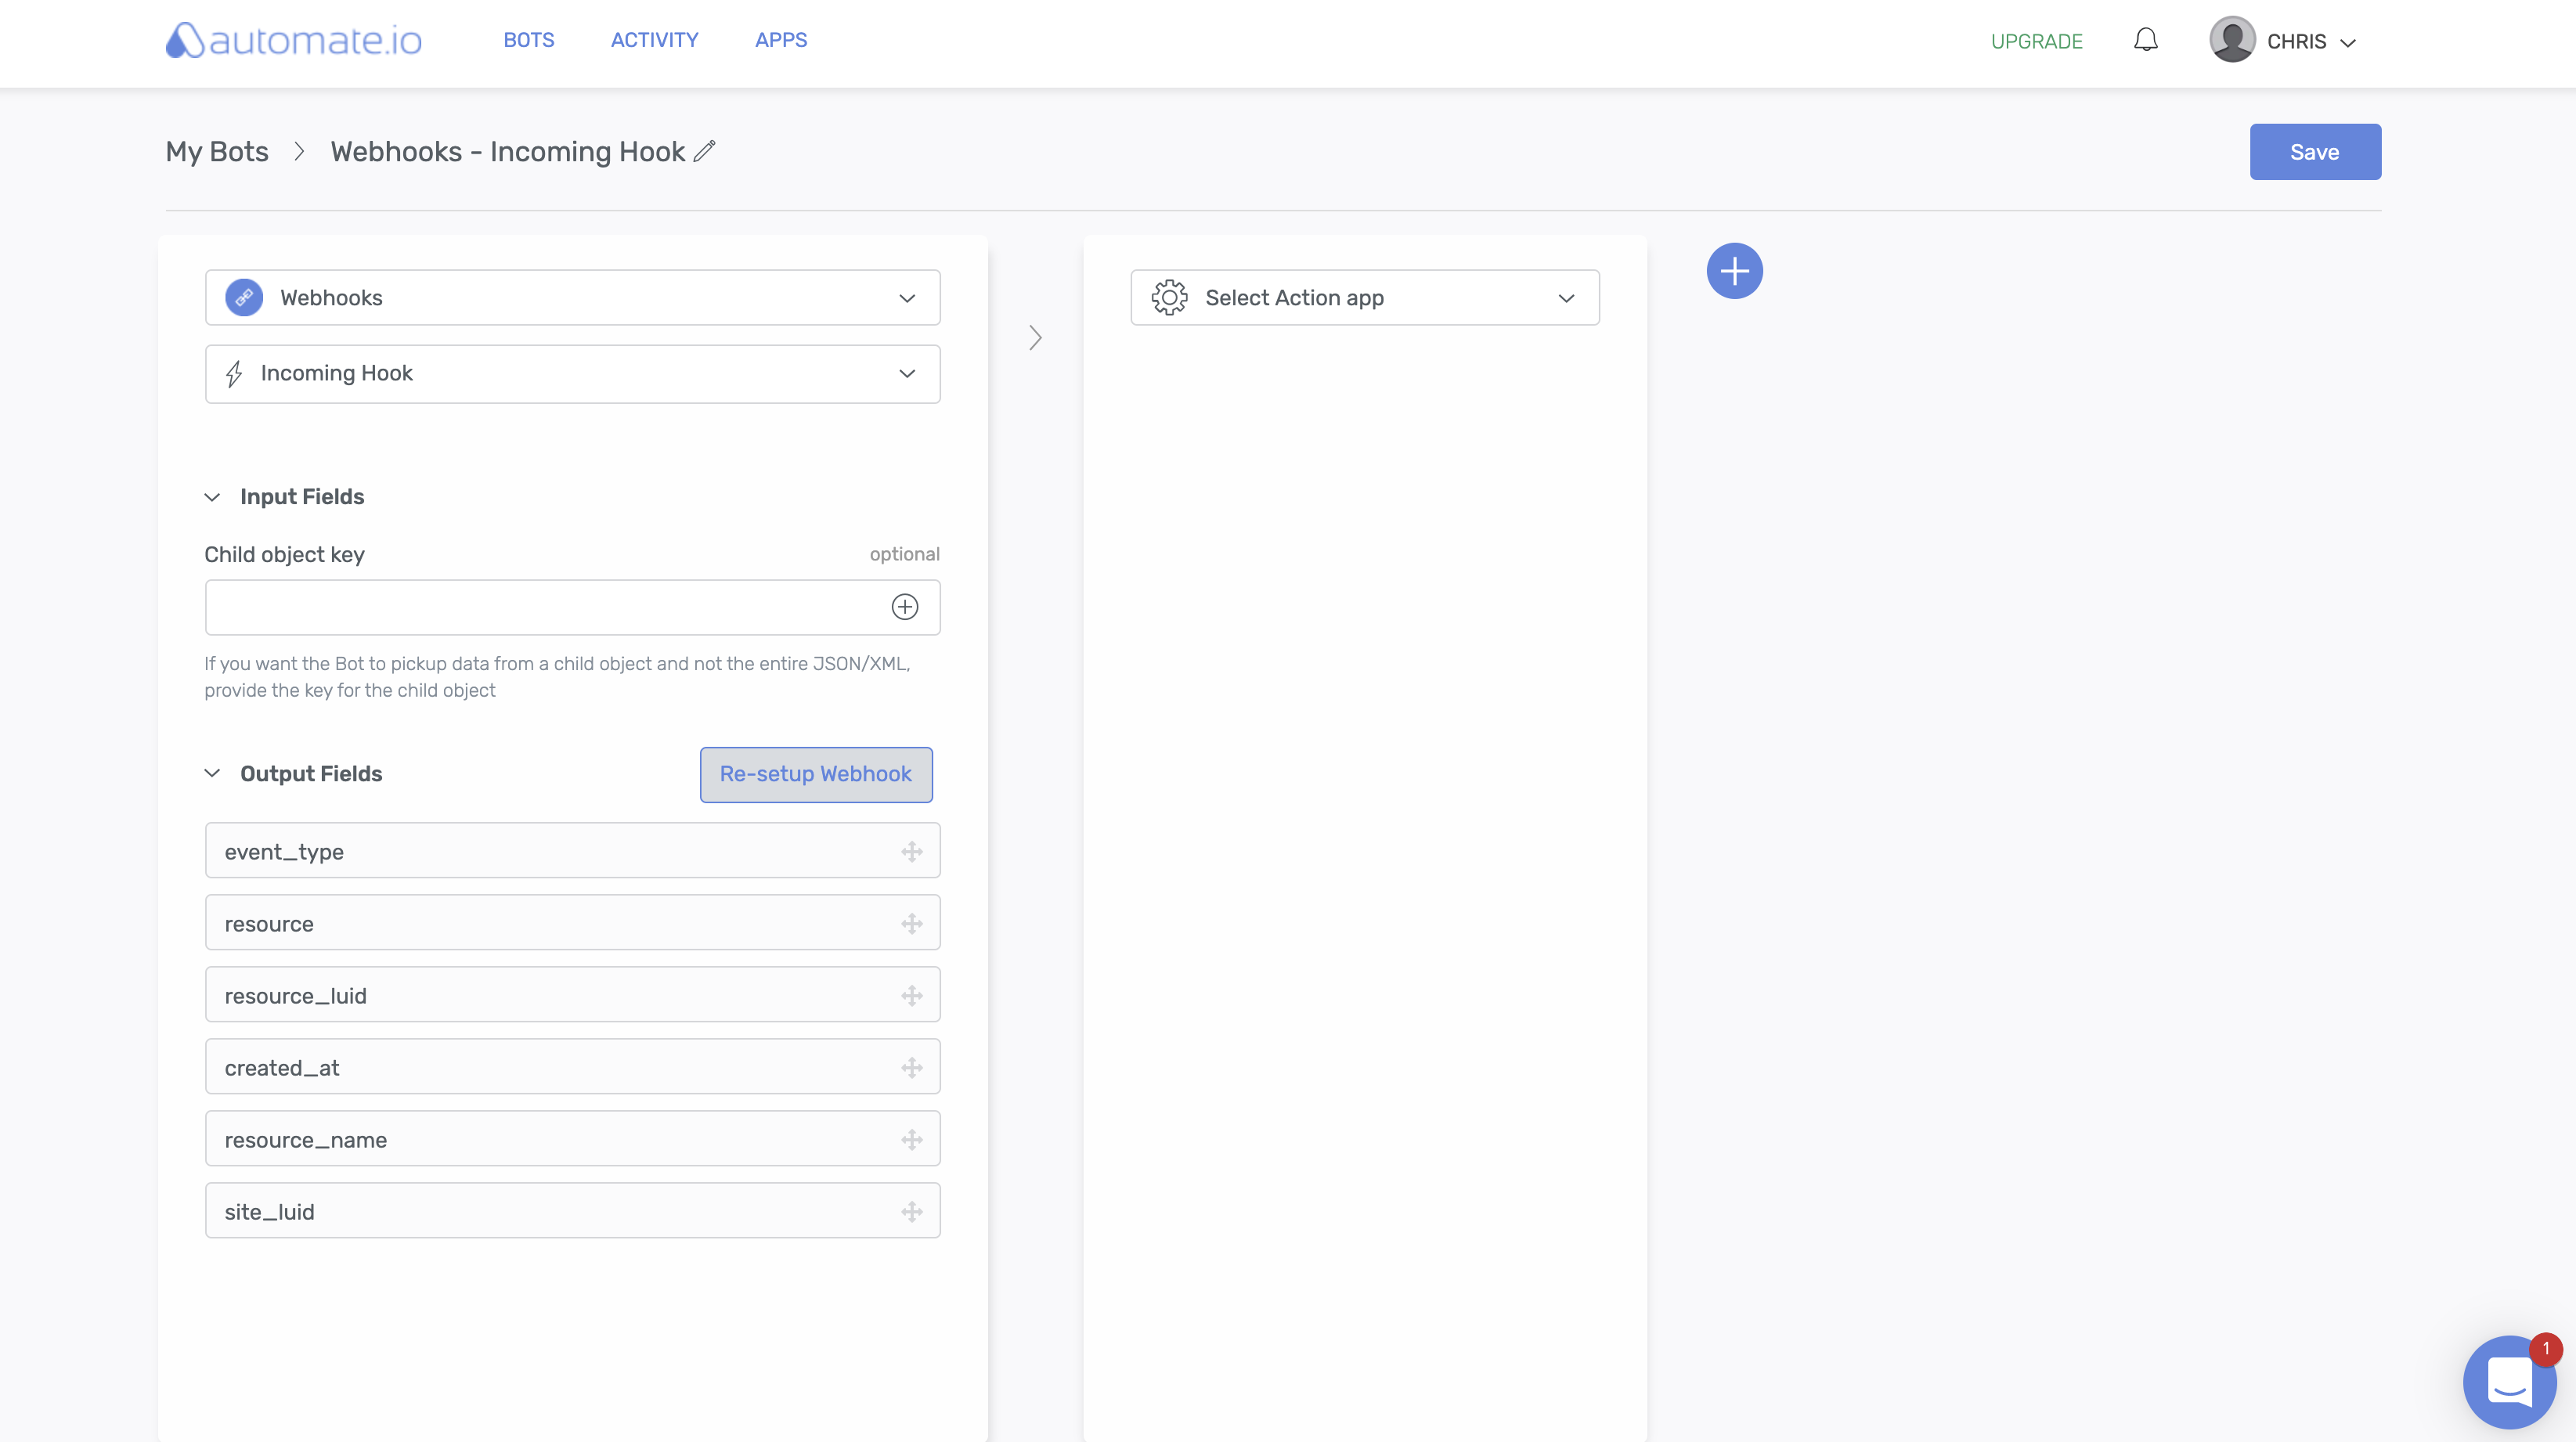 automate.io
BOTS
ACTIVITY
APPS
UPGRADE
CHRIS
My Bots
Webhooks - Incoming Hook
Save
Webhooks
Incoming Hook
Input Fields
Child object key
optional
If you want the Bot to pickup data from a child object and not the entire JSON/XML,
provide the key for the child object
Output Fields
Re-setup Webhook
event_type
resource
resource_luid
created_at
resource_name
site_luid
Select Action app
1